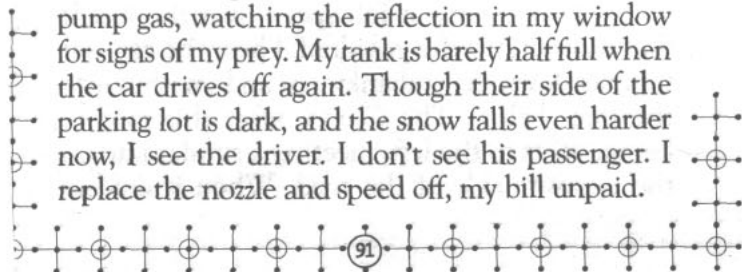 pump gas, watching the reflection in my window
for signs of my prey. My tank is barely half full when
the car drives off again. Though their side of the
parking lot is dark, and the snow falls even harder
now, I see the driver. I don't see his passenger. I
replace the nozzle and speed off, my bill unpaid.
91